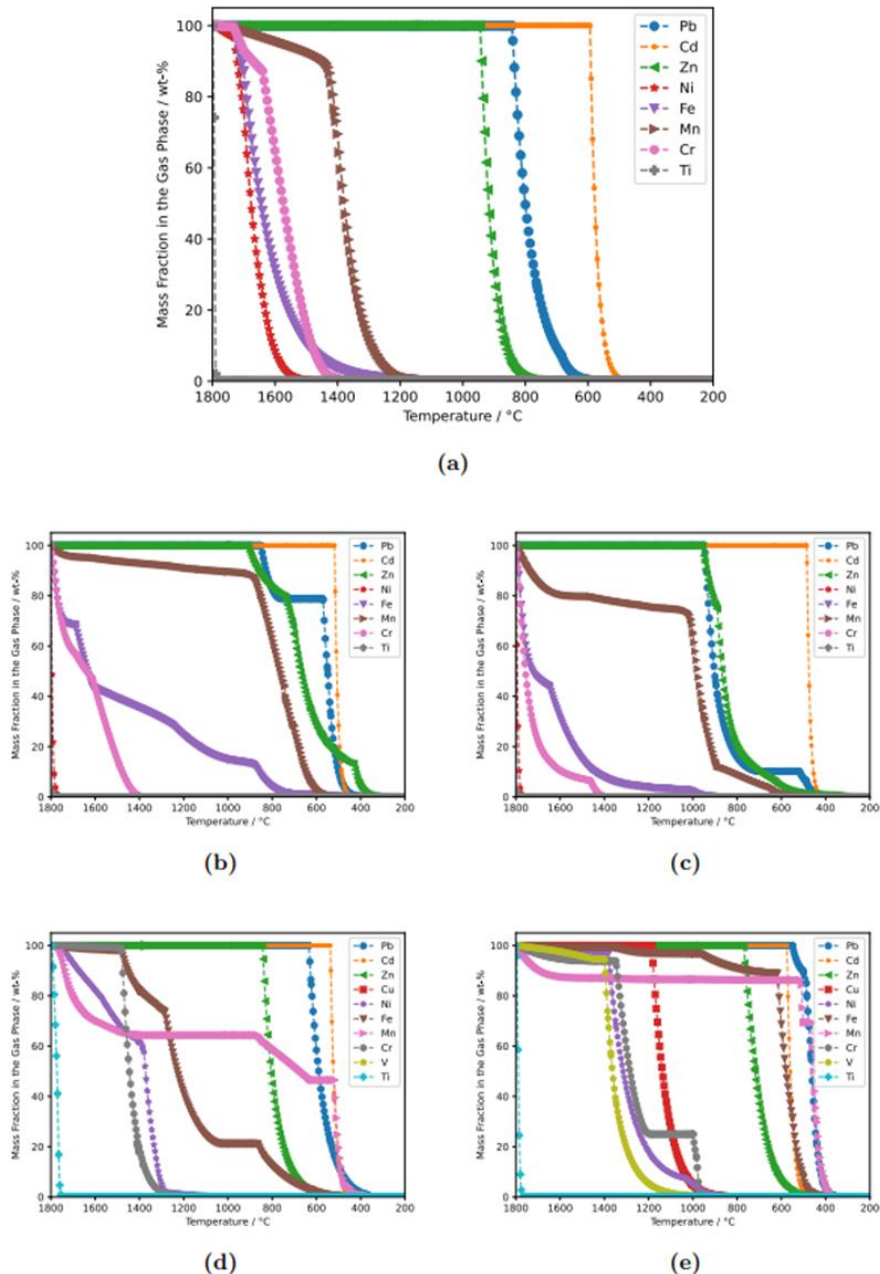 Mass Fraction in the Gas Phase / wt-%
100
80
60
40
20
0
Pb
Cd
Zn
Ni
Fe
Mn
Cr
Ti
1800 1600 1400 1200 1000 800 600 400 200
Temperature / °C
(a)
Mass Fraction in the Gas Phase / wt-%
100
80
60
40
20
0
Pb
Cd
Zn
Ni
Fe
Mn
Cr
Ti
1800 1600 1400 1200 1000 800 600 400 200
Temperature / °C
(b)
Mass Fraction in the Gas Phase / wt-%
100
80
60
40
20
0
Pb
Cd
Zn
Ni
Fe
Mn
Cr
Ti
1800 1600 1400 1200 1000 800 600 400 200
Temperature / °C
(c)
Mass Fraction in the Gas Phase / wt-%
100
80
60
40
20
0
Pb
Cd
Zn
Cu
Ni
Fe
Mn
Cr
V
Ti
1800 1600 1400 1200 1000 800 600 400 200
Temperature / °C
(d)
Mass Fraction in the Gas Phase / wt-%
100
80
60
40
20
0
Pb
Cd
Zn
Cu
Ni
Fe
Mn
Cr
V
Ti
1800 1600 1400 1200 1000 800 600 400 200
Temperature / °C
(e)